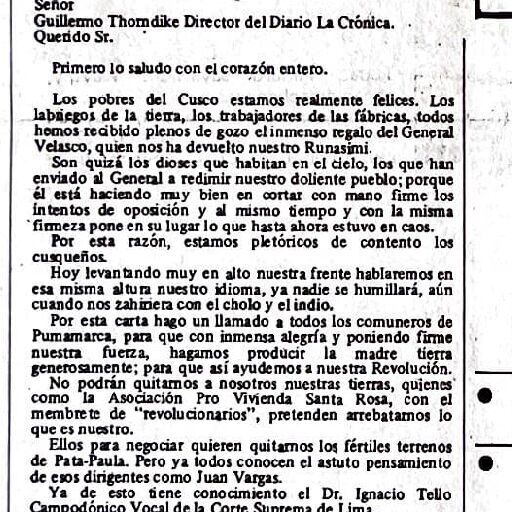 Señor
Guillermo Thorndike Director del Diario La Crónica.
Querido Sr.
Primero lo saludo con el corazón entero.
Los pobres del Cusco estamos realmente felices. Los
labriegos de la tierra, los trabajadores de las fábricas, todos
hemos recibido plenos de gozo el inmenso regalo del General
Velasco, quien nos ha devuelto nuestro Runasimi.
Son quizá los dioses que habitan en el cielo, los que han
enviado al General a redimir nuestro doliente pueblo; porque
él está haciendo muy bien en cortar con mano firme los
intentos de oposición y al mismo tiempo y con la misma
firmeza pone en su lugar lo que hasta ahora estuvo en caos.
Por esta razón, estamos pletóricos de contento los
cusqueños.
Hoy levantando muy en alto nuestra frente hablaremos en
esa misma altura nuestro idioma, ya nadie se humillará, aún
cuando nos zahiriera con el cholo y el indio.
Por esta carta hago un llamado a todos los comuneros de
Pumamarca, para que con inmensa alegría y poniendo firme
nuestra fuerza, hagamos producir la madre tierra
generosamente; para que así ayudemos a nuestra Revolución.
No podrán quitarnos a nosotros nuestras tierras, quienes
como la Asociación Pro Vivienda Santa Rosa, con el
membrete de "revolucionarios", pretenden arrebatarnos lo
que es nuestro.
Ellos para negociar quieren quitarnos los fértiles terrenos
de Pata-Paula. Pero ya todos conocen el astuto pensamiento
de esos dirigentes como Juan Vargas.
Ya de esto tiene conocimiento el Dr. Ignacio Tello
Campodónico Vocal de la Corte Suprema de Lima